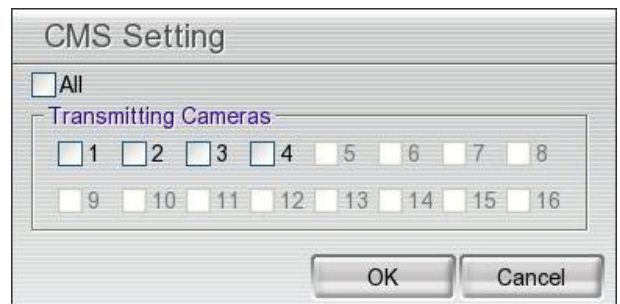 CMS Setting
All
Transmitting Cameras
1 2 3 4 5 6 7 8
9 10 11 12 13 14 15 16
OK Cancel